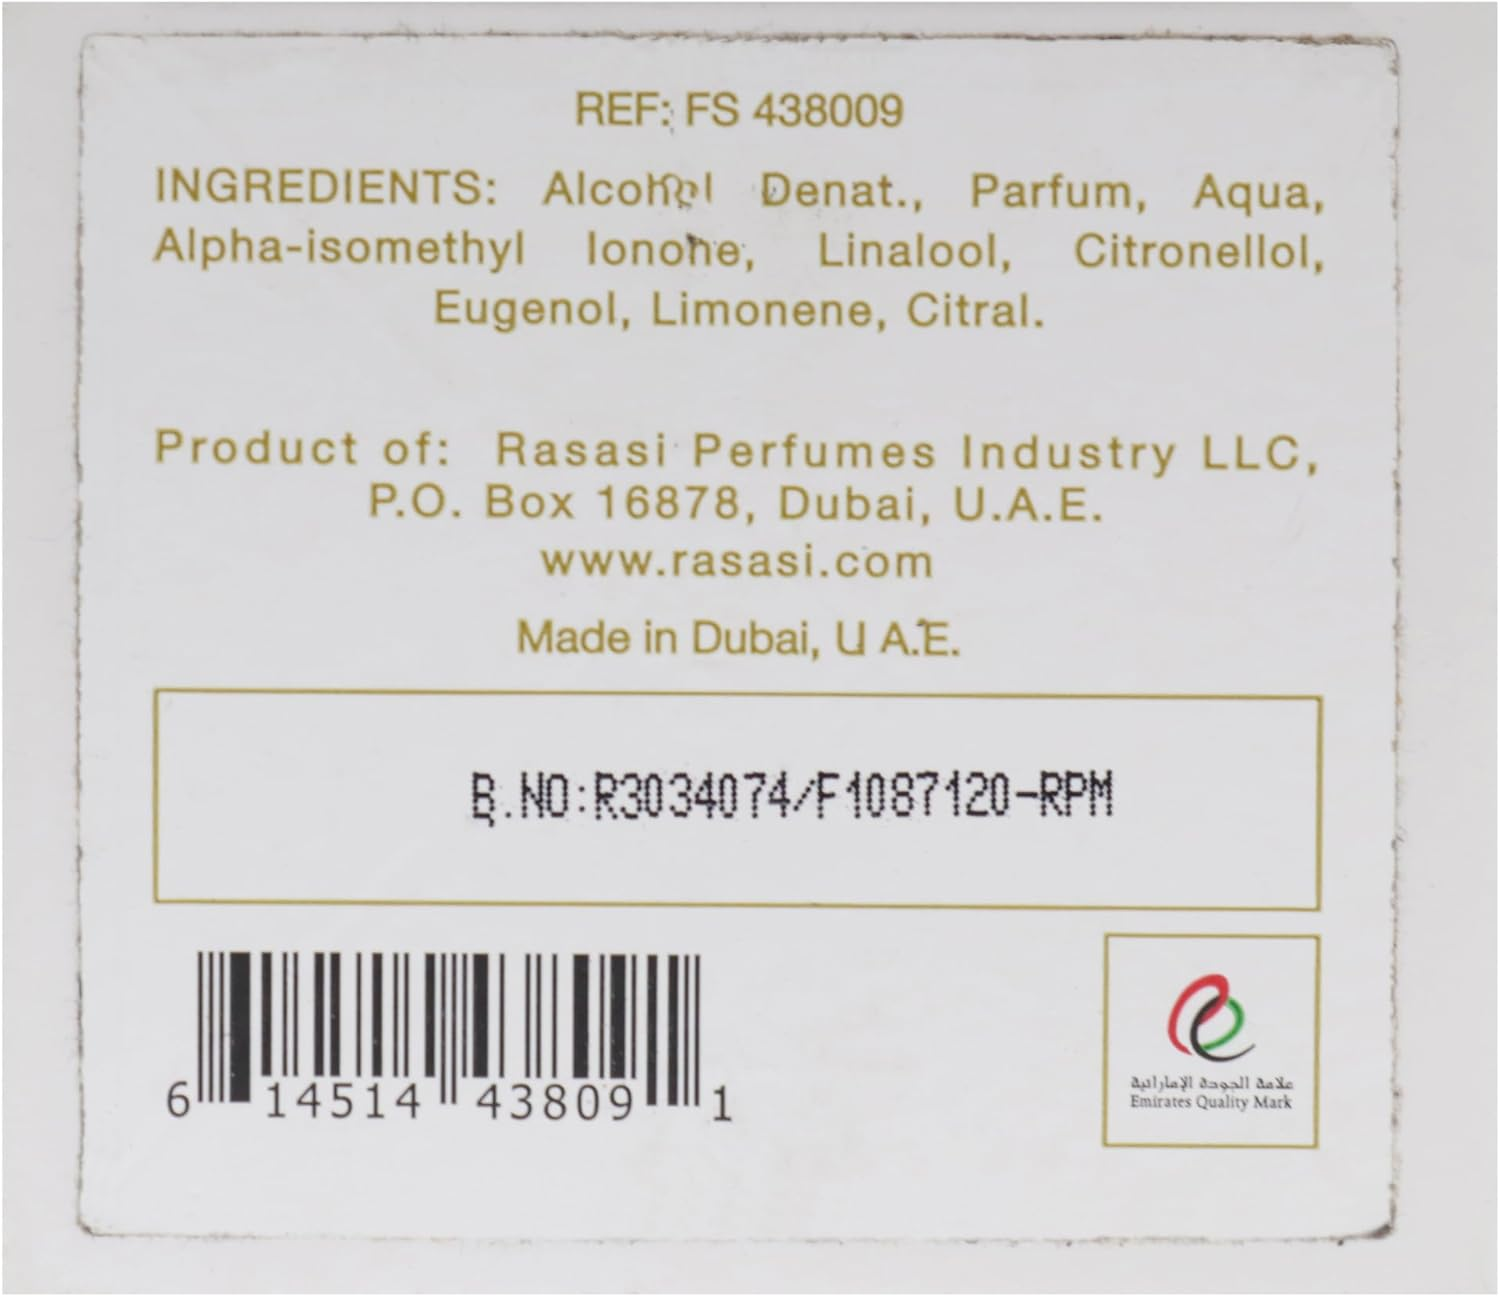 REF: FS 438009
INGREDIENTS: Alcohol Denat., Parfum, Aqua,
Alpha-isomethyl Ionone, Linalool, Citronellol,
Eugenol, Limonene, Citral.
Product of: Rasasi Perfumes Industry LLC,
P.O. Box 16878, Dubai, U.A.E.
www.rasasi.com
Made in Dubai, U A.E.
B.NO:R3034074/F1087120-RPM
6 14514 43809 1
علامة الجودة الإماراتية
Emirates Quality Mark